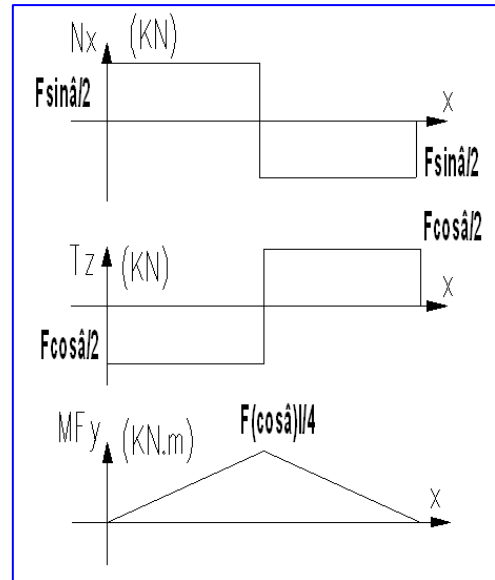 Nx (KN)
Fsinâ/2
X
Fsinâ/2
Fcosâ/2
Tz (KN)
X
Fcosâ/2
F(cosâ)l/4
MFy (KN.m)
X